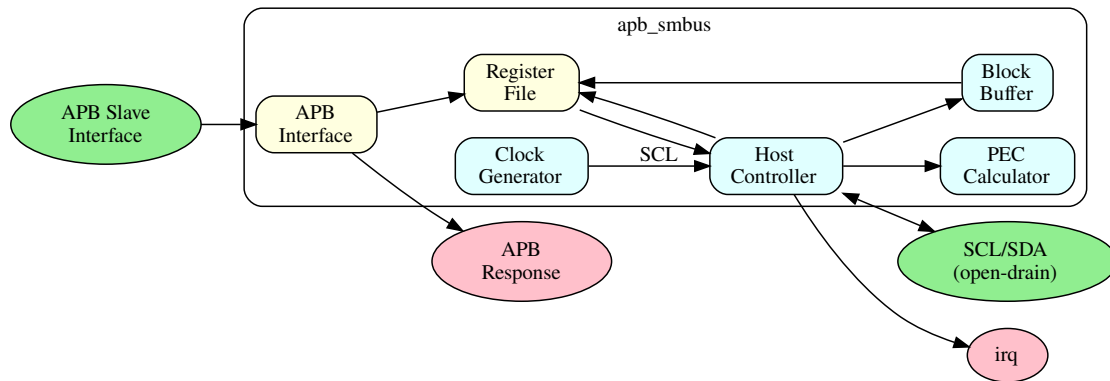 apb_smbus
APB Slave
Interface
APB
Interface
Register
File
Block
Buffer
Clock
Generator
SCL
Host
Controller
PEC
Calculator
APB
Response
SCL/SDA
(open-drain)
irq